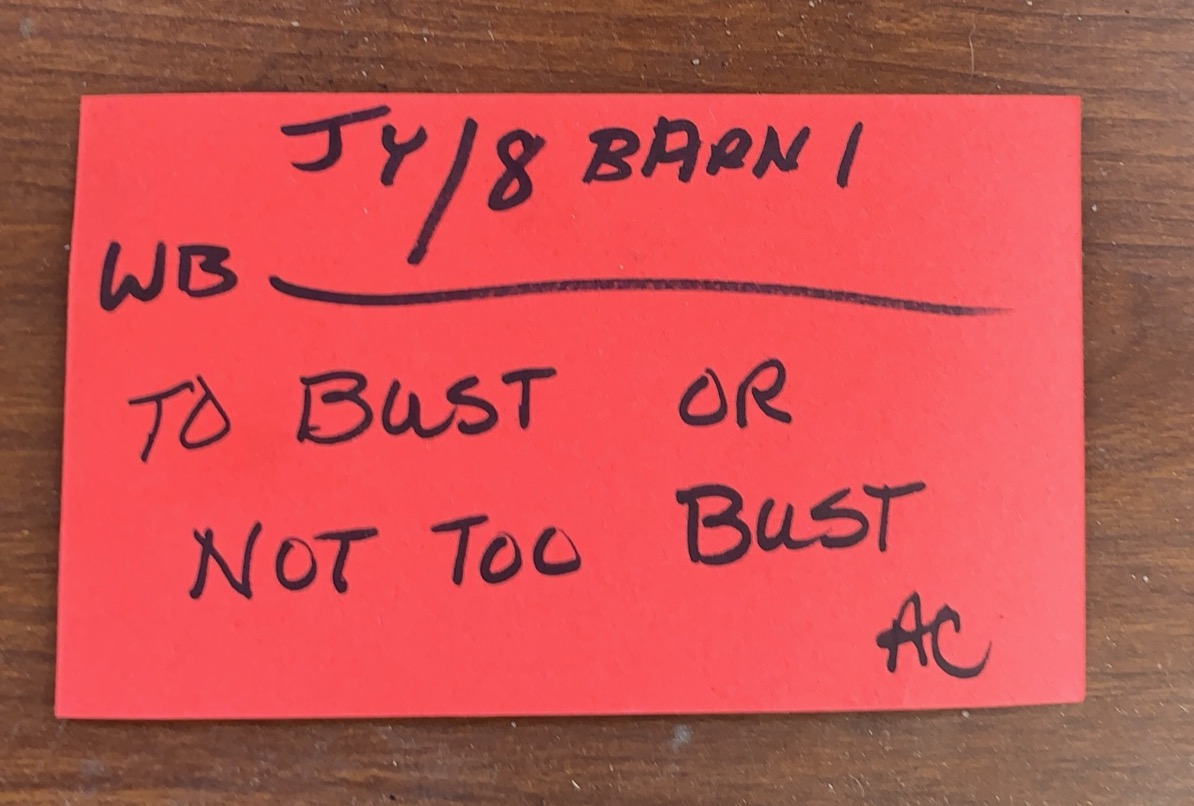 JY/8 BARN 1
WB
TO BUST OR
NOT TOO BUST
AC